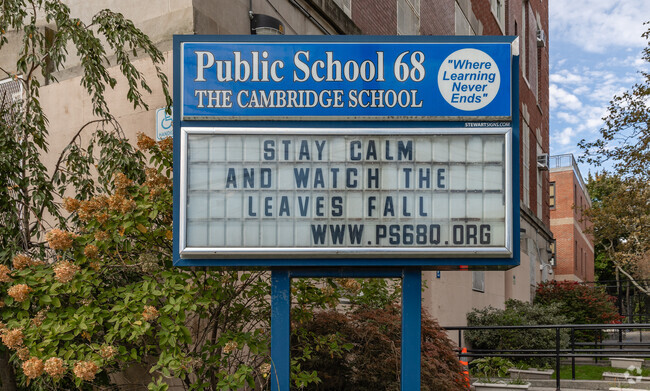 Public School 68
THE CAMBRIDGE SCHOOL
"Where
Learning
Never
Ends"
STEWARTSIGNS.COM
STAY CALM
AND WATCH THE
LEAVES FALL
WWW.PS68Q.ORG